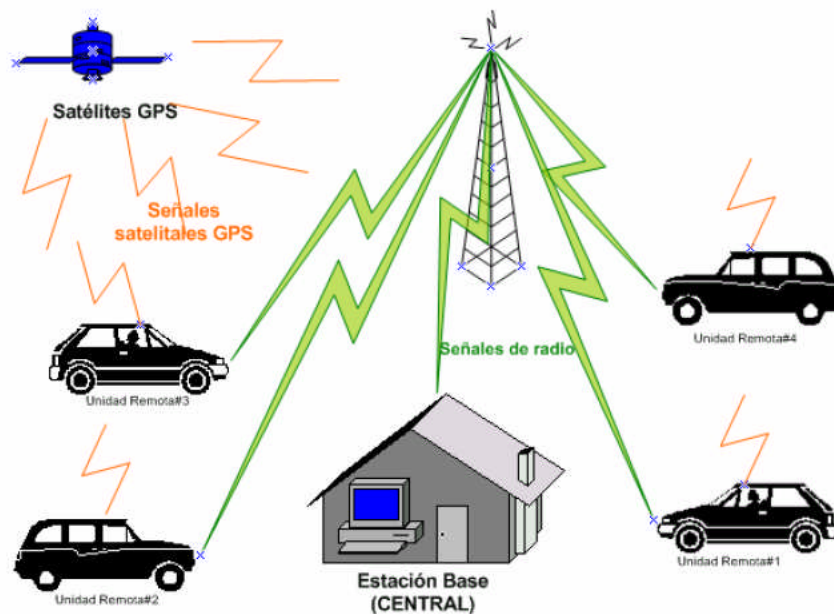 Satélites GPS
Señales
satelitales GPS
Señales de radio
Unidad Remota#4
Unidad Remota#3
Unidad Remota#2
Unidad Remota#1
Estación Base
(CENTRAL)